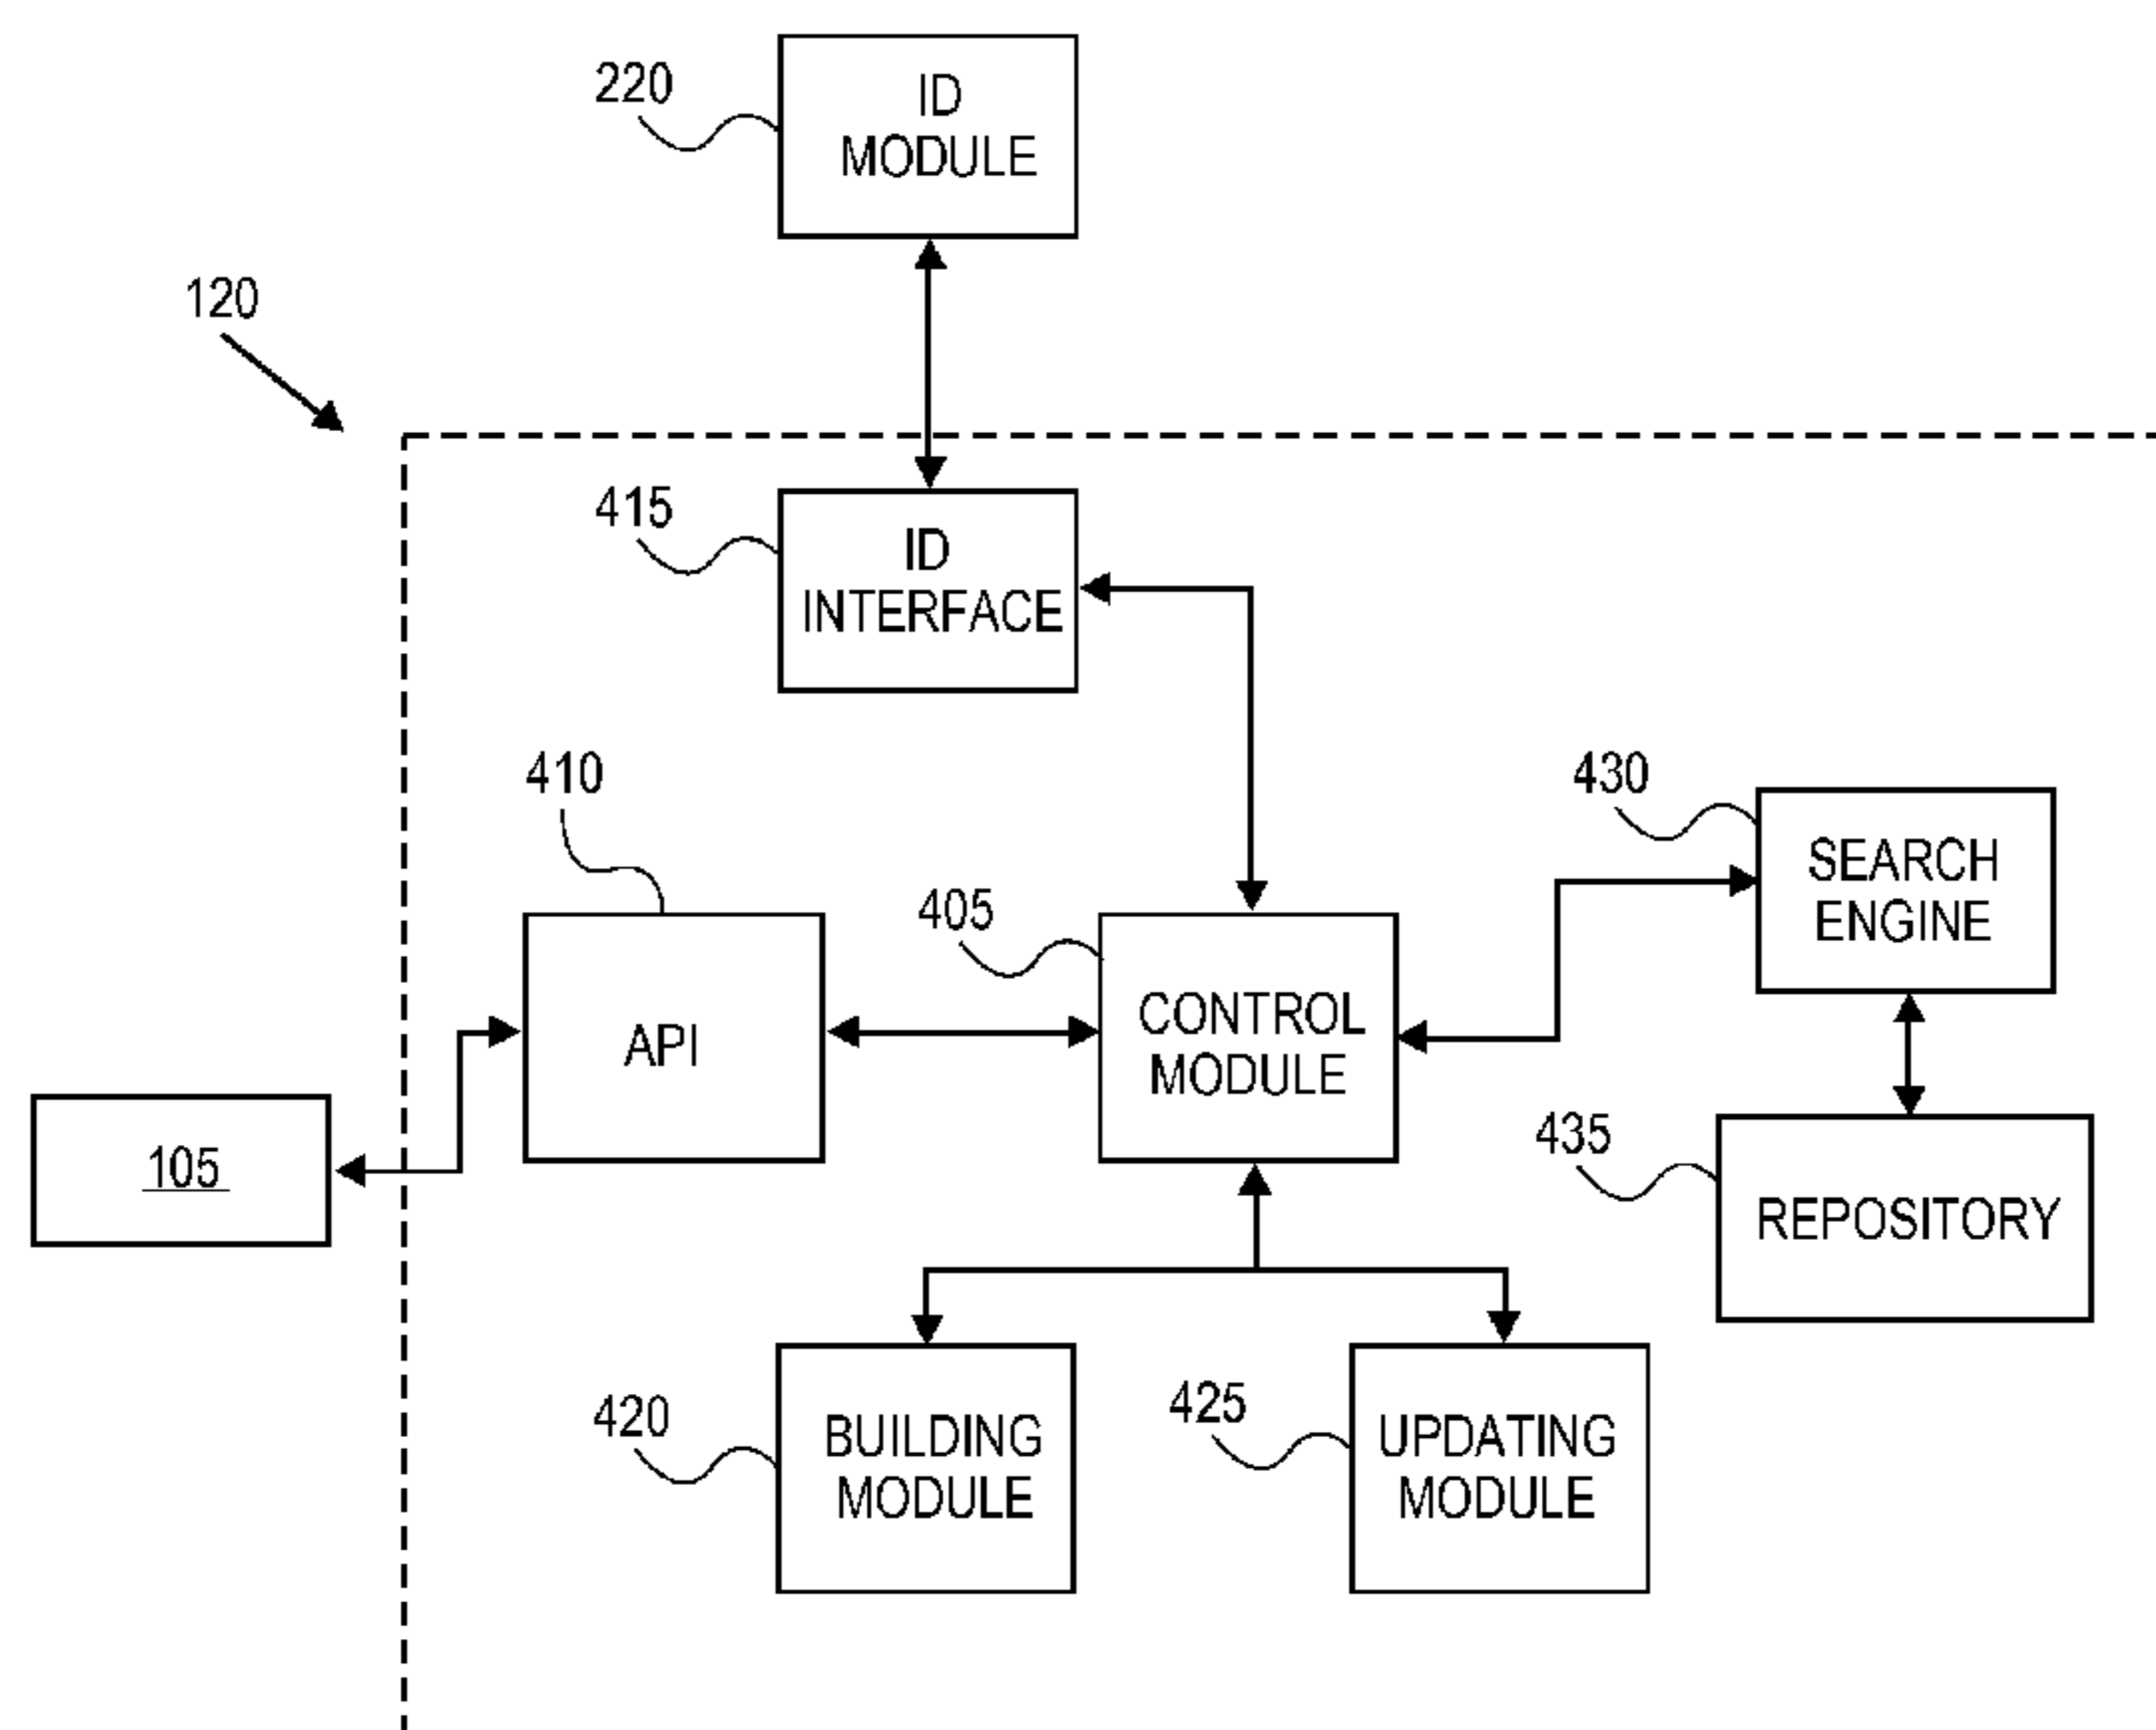 220
ID
MODULE
120
415
ID
INTERFACE
410
430
SEARCH
ENGINE
405
API
CONTROL
MODULE
105
435
REPOSITORY
420
BUILDING
MODULE
425
UPDATING
MODULE